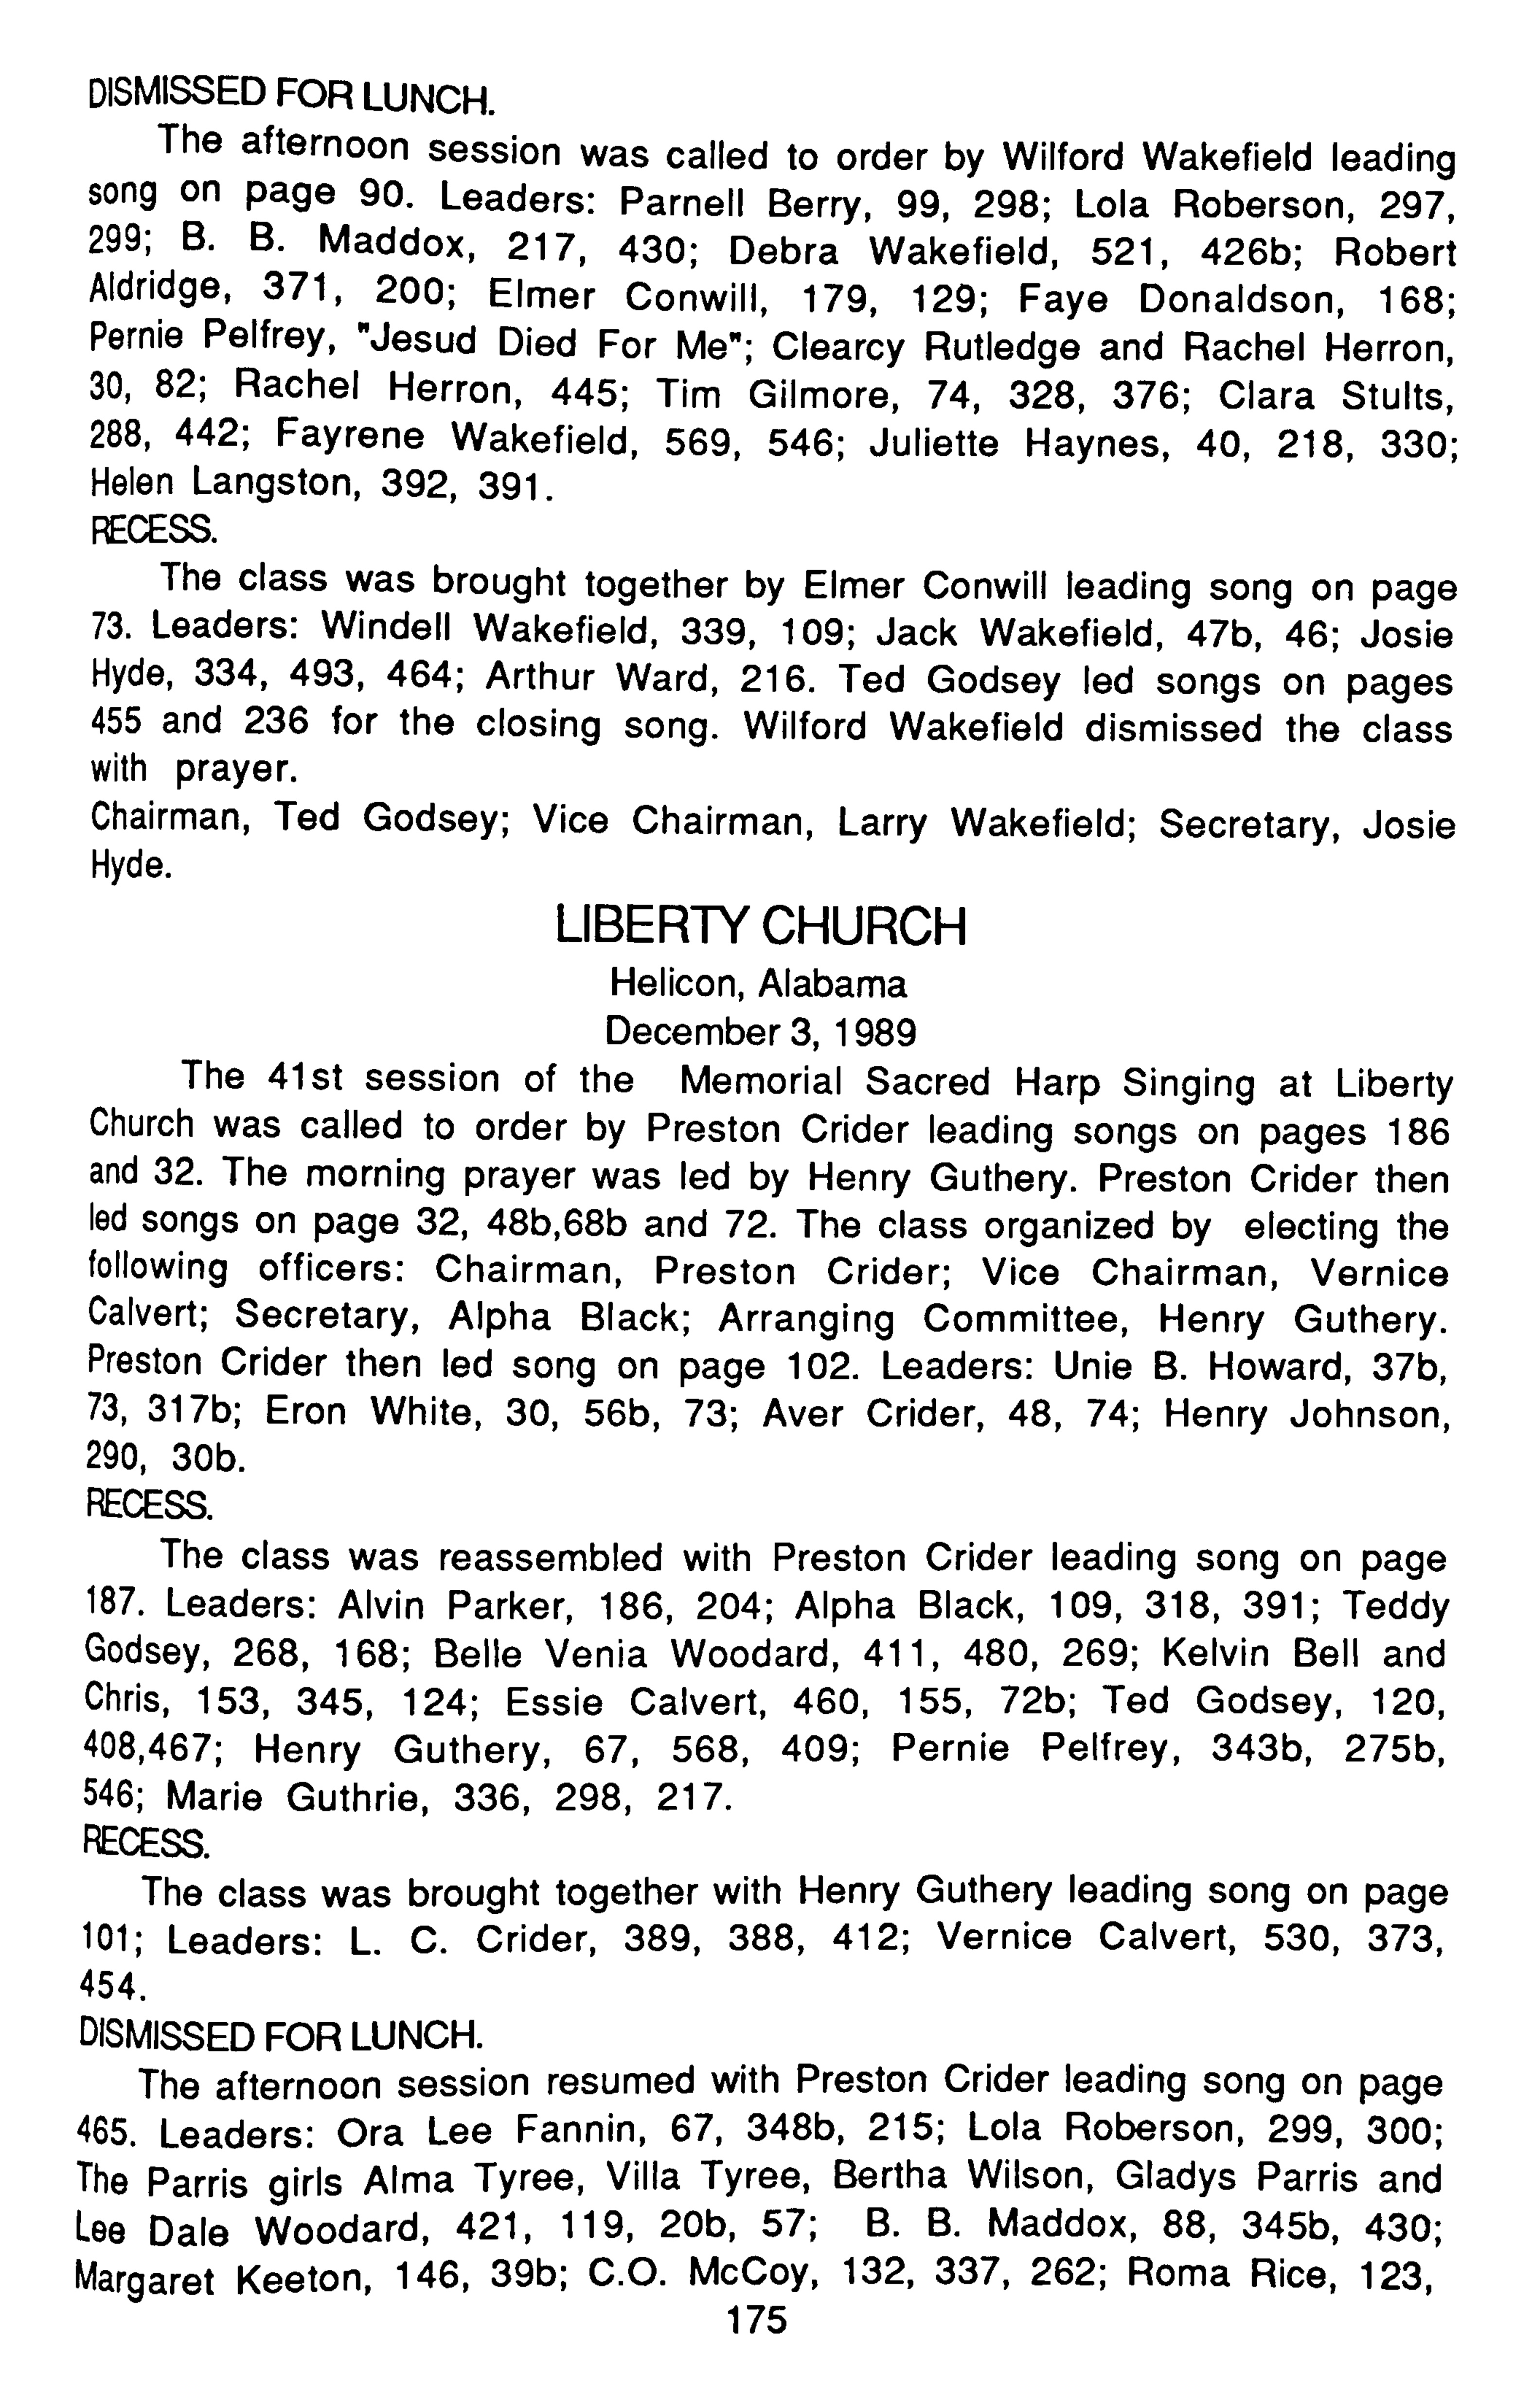 DISMISSED FOR LUNCH.
The afternoon session was called to order by Wilford Wakefield leading
song on page 90. Leaders: Parnell Berry, 99, 298; Lola Roberson, 297,
299; B. B. Maddox, 217, 430; Debra Wakefield, 521, 426b; Robert
Aldridge, 371, 200; Elmer Conwill, 179, 129; Faye Donaldson, 168;
Pernie Pelfrey, "Jesud Died For Me"; Clearcy Rutledge and Rachel Herron,
30, 82; Rachel Herron, 445; Tim Gilmore, 74, 328, 376; Clara Stults,
288, 442; Fayrene Wakefield, 569, 546; Juliette Haynes, 40, 218, 330;
Helen Langston, 392, 391.
RECESS.
The class was brought together by Elmer Conwill leading song on page
73. Leaders: Windell Wakefield, 339, 109; Jack Wakefield, 47b, 46; Josie
Hyde, 334, 493, 464; Arthur Ward, 216. Ted Godsey led songs on pages
455 and 236 for the closing song. Wilford Wakefield dismissed the class
with prayer.
Chairman, Ted Godsey; Vice Chairman, Larry Wakefield; Secretary, Josie
Hyde.
LIBERTY CHURCH
Helicon, Alabama
December 3, 1989
The 41st session of the Memorial Sacred Harp Singing at Liberty
Church was called to order by Preston Crider leading songs on pages 186
and 32. The morning prayer was led by Henry Guthery. Preston Crider then
led songs on page 32, 48b,68b and 72. The class organized by electing the
following officers: Chairman, Preston Crider; Vice Chairman, Vernice
Calvert; Secretary, Alpha Black; Arranging Committee, Henry Guthery.
Preston Crider then led song on page 102. Leaders: Unie B. Howard, 37b,
73, 317b; Eron White, 30, 56b, 73; Aver Crider, 48, 74; Henry Johnson,
290, 30b.
RECESS.
The class was reassembled with Preston Crider leading song on page
187. Leaders: Alvin Parker, 186, 204; Alpha Black, 109, 318, 391; Teddy
Godsey, 268, 168; Belle Venia Woodard, 411, 480, 269; Kelvin Bell and
Chris, 153, 345, 124; Essie Calvert, 460, 155, 72b; Ted Godsey, 120,
408,467; Henry Guthery, 67, 568, 409; Pernie Pelfrey, 343b, 275b,
546; Marie Guthrie, 336, 298, 217.
RECESS.
The class was brought together with Henry Guthery leading song on page
101; Leaders: L. C. Crider, 389, 388, 412; Vernice Calvert, 530, 373,
454.
DISMISSED FOR LUNCH.
The afternoon session resumed with Preston Crider leading song on page
465. Leaders: Ora Lee Fannin, 67, 348b, 215; Lola Roberson, 299, 300;
The Parris girls Alma Tyree, Villa Tyree, Bertha Wilson, Gladys Parris and
Lee Dale Woodard, 421, 119, 20b, 57; B. B. Maddox, 88, 345b, 430;
Margaret Keeton, 146, 39b; C.O. McCoy, 132, 337, 262; Roma Rice, 123,
175